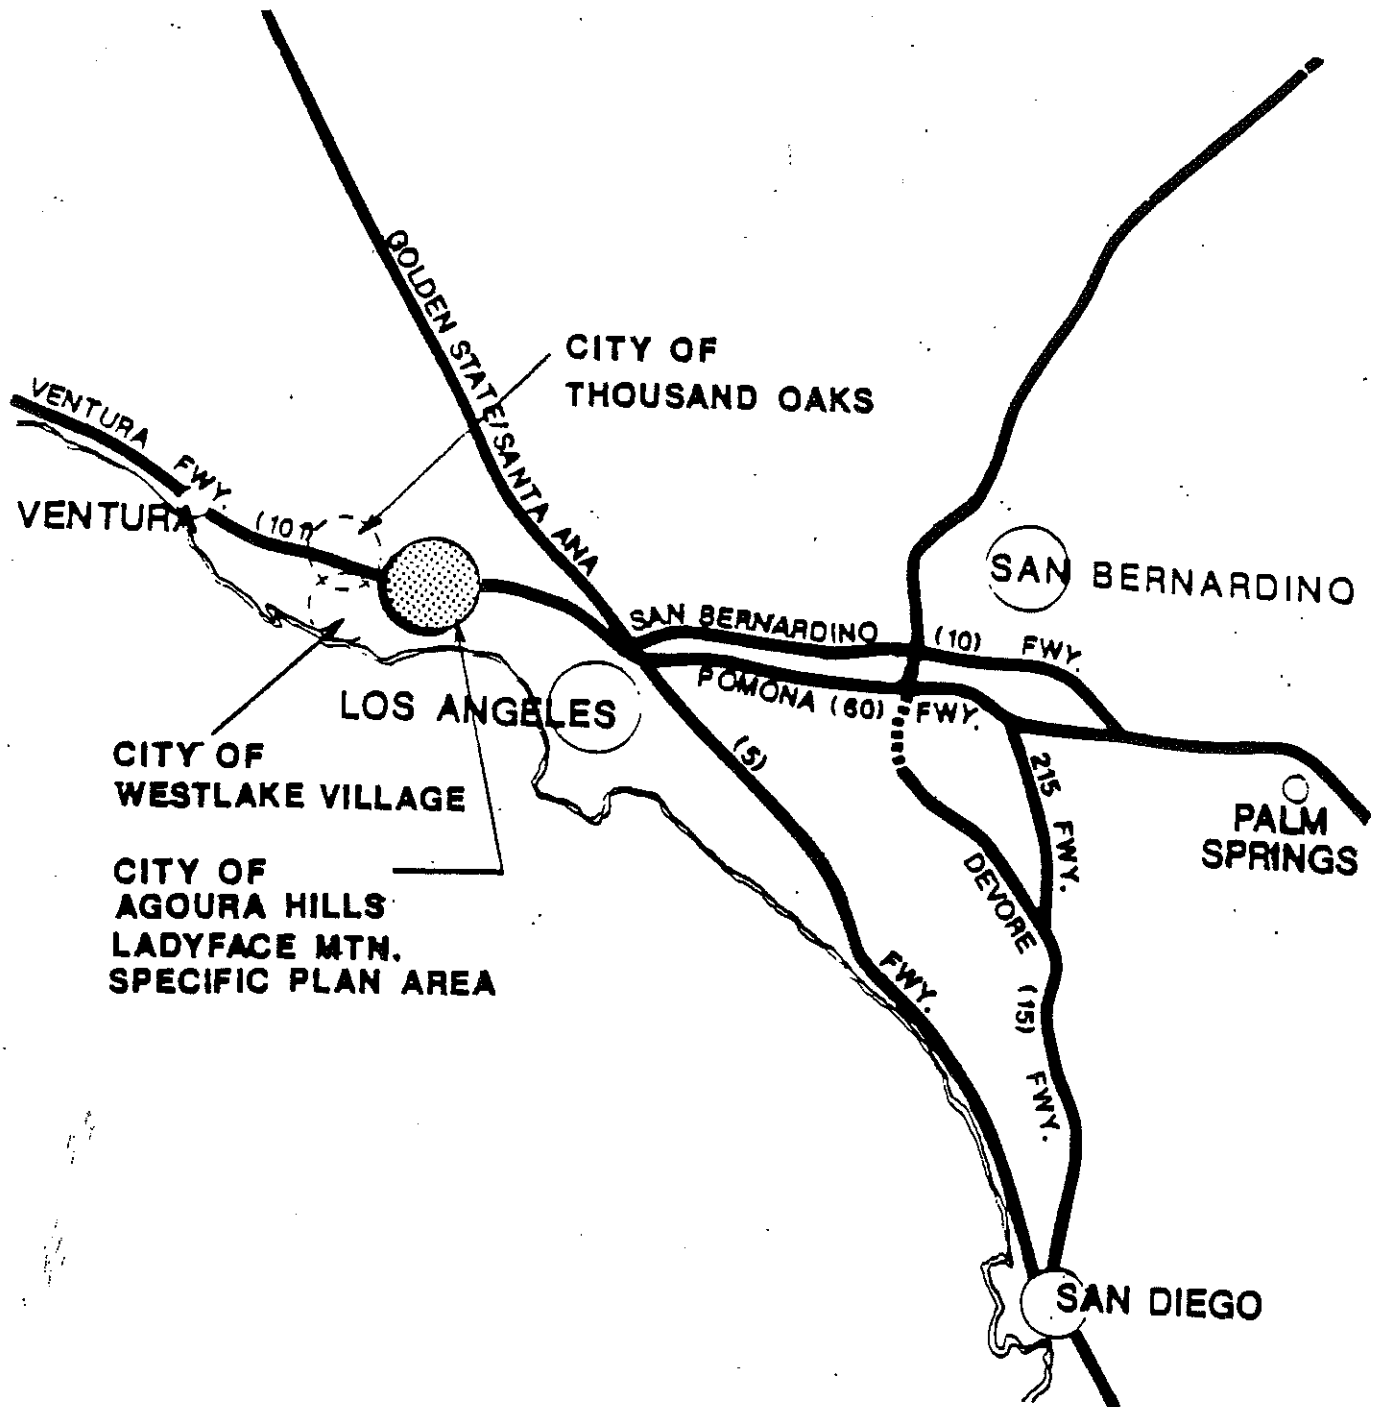 GOLDEN STATE/SANTA ANA
CITY OF
THOUSAND OAKS
VENTURA FWY.
VENTURA
(101)
SAN BERNARDINO
SAN BERNARDINO (10) FWY.
POMONA (60) FWY.
LOS ANGELES
(5)
CITY OF
WESTLAKE VILLAGE
215 FWY.
PALM
SPRINGS
CITY OF
AGOURA HILLS
LADYFACE MTN.
SPECIFIC PLAN AREA
DEVORE (15) FWY.
FWY.
SAN DIEGO